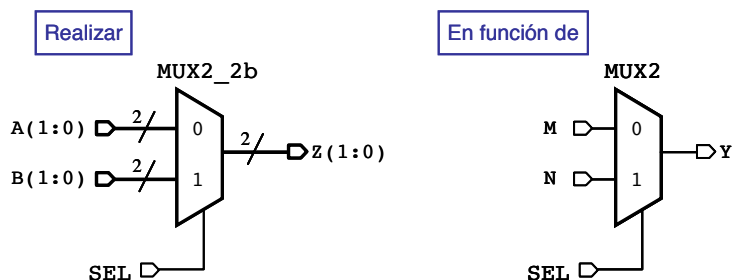 Realizar
En función de
MUX2_2b
MUX2
A(1:0)
2
0
B(1:0)
2
1
2
Z(1:0)
SEL
M
0
N
1
Y
SEL